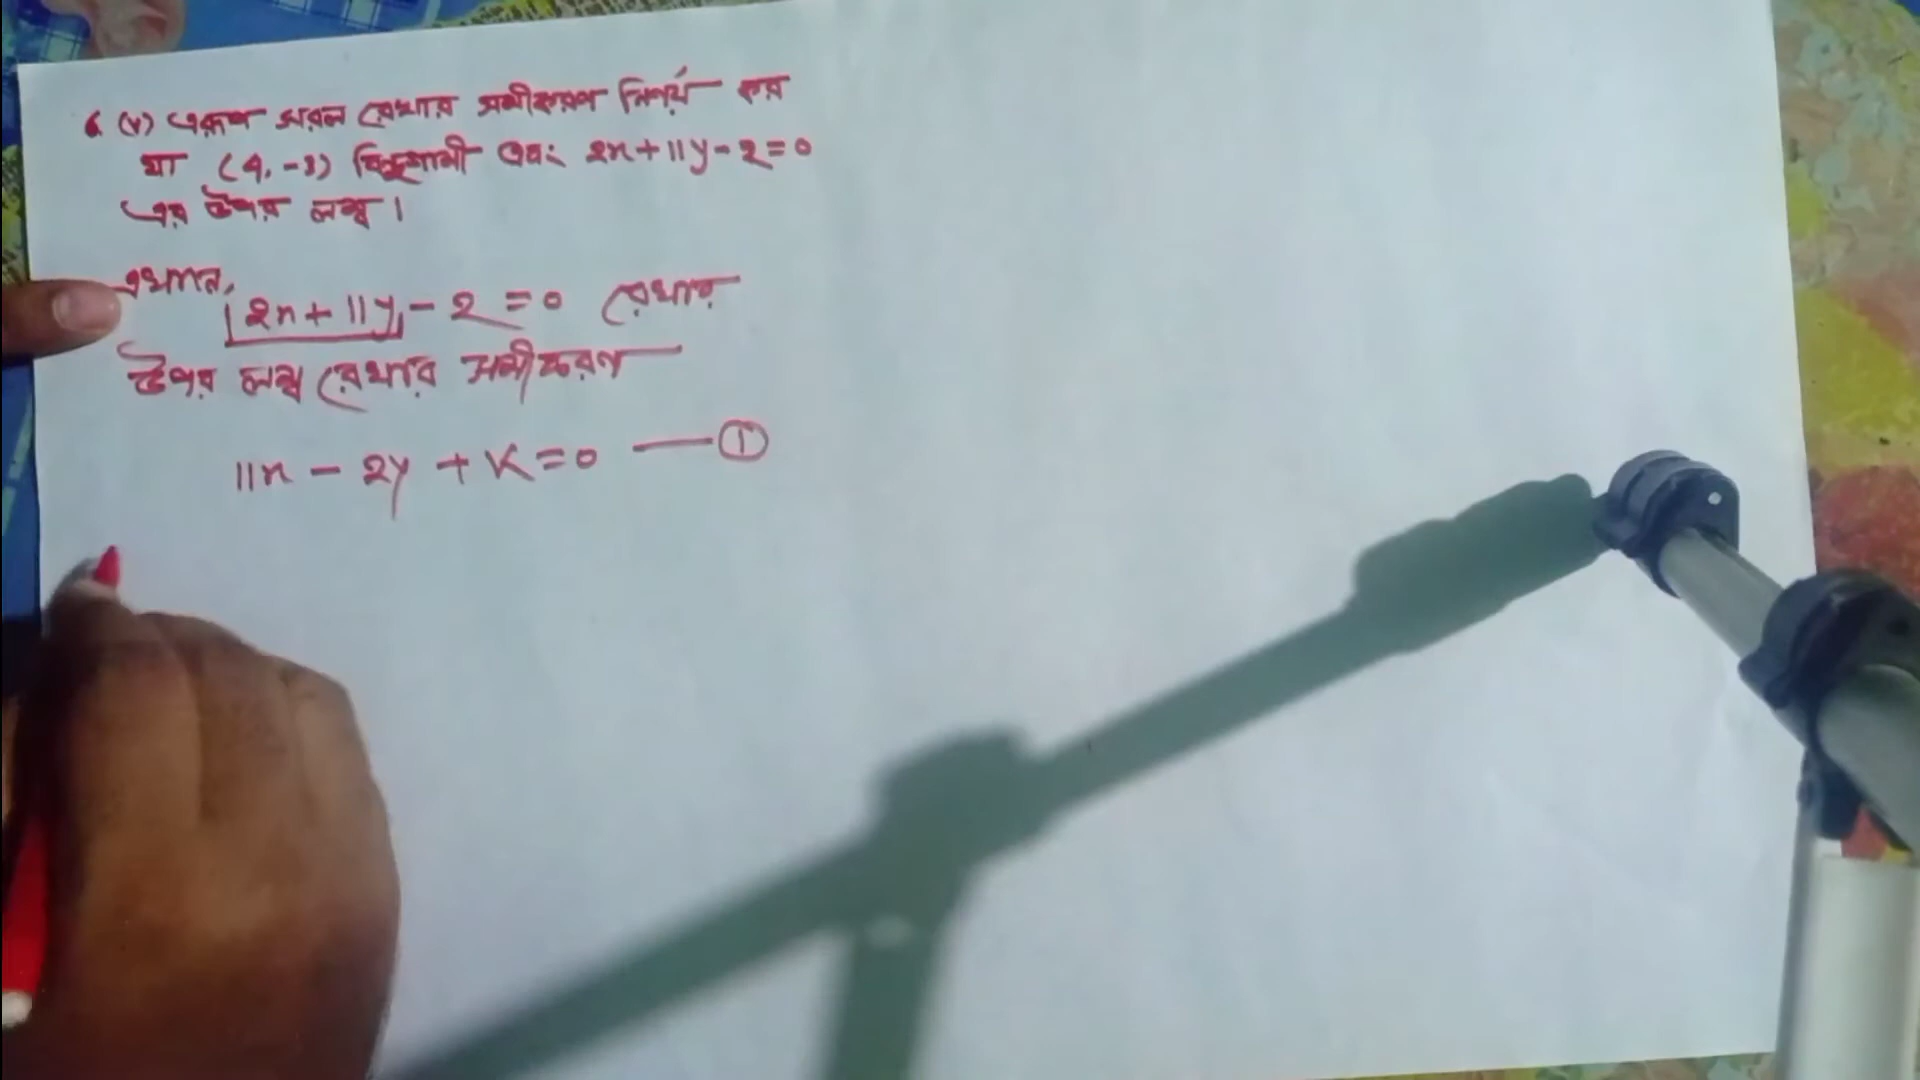 6. (v) এরূপ সরল রেখার সমীকরণ নির্ণয় কর
যা (4, -3) বিন্দুগামী এবং 2x+11y-2=0
এর উপর লম্ব।
এখানে,
2x + 11y - 2 = 0 রেখার
উপর লম্ব রেখার সমীকরণ
11x - 2y + K = 0 —— ①